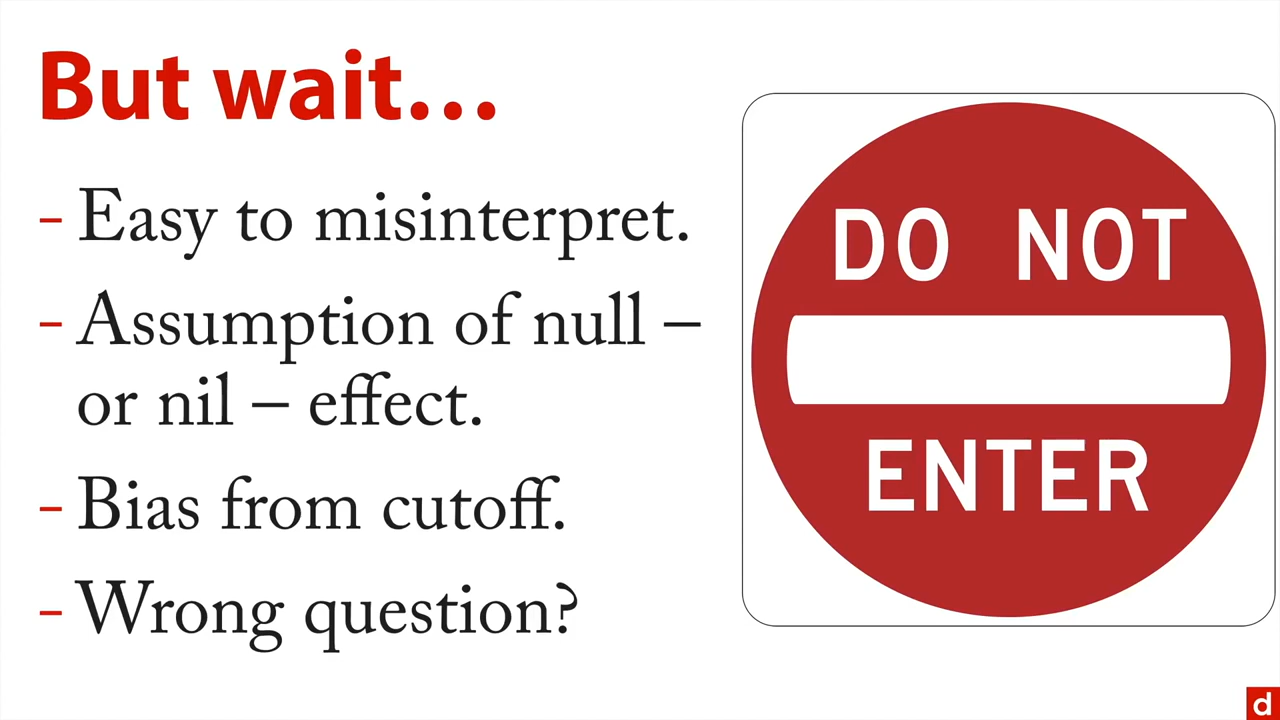 But wait…
- Easy to misinterpret.
- Assumption of null –
or nil – effect.
- Bias from cutoff.
- Wrong question?
DO NOT
ENTER
d